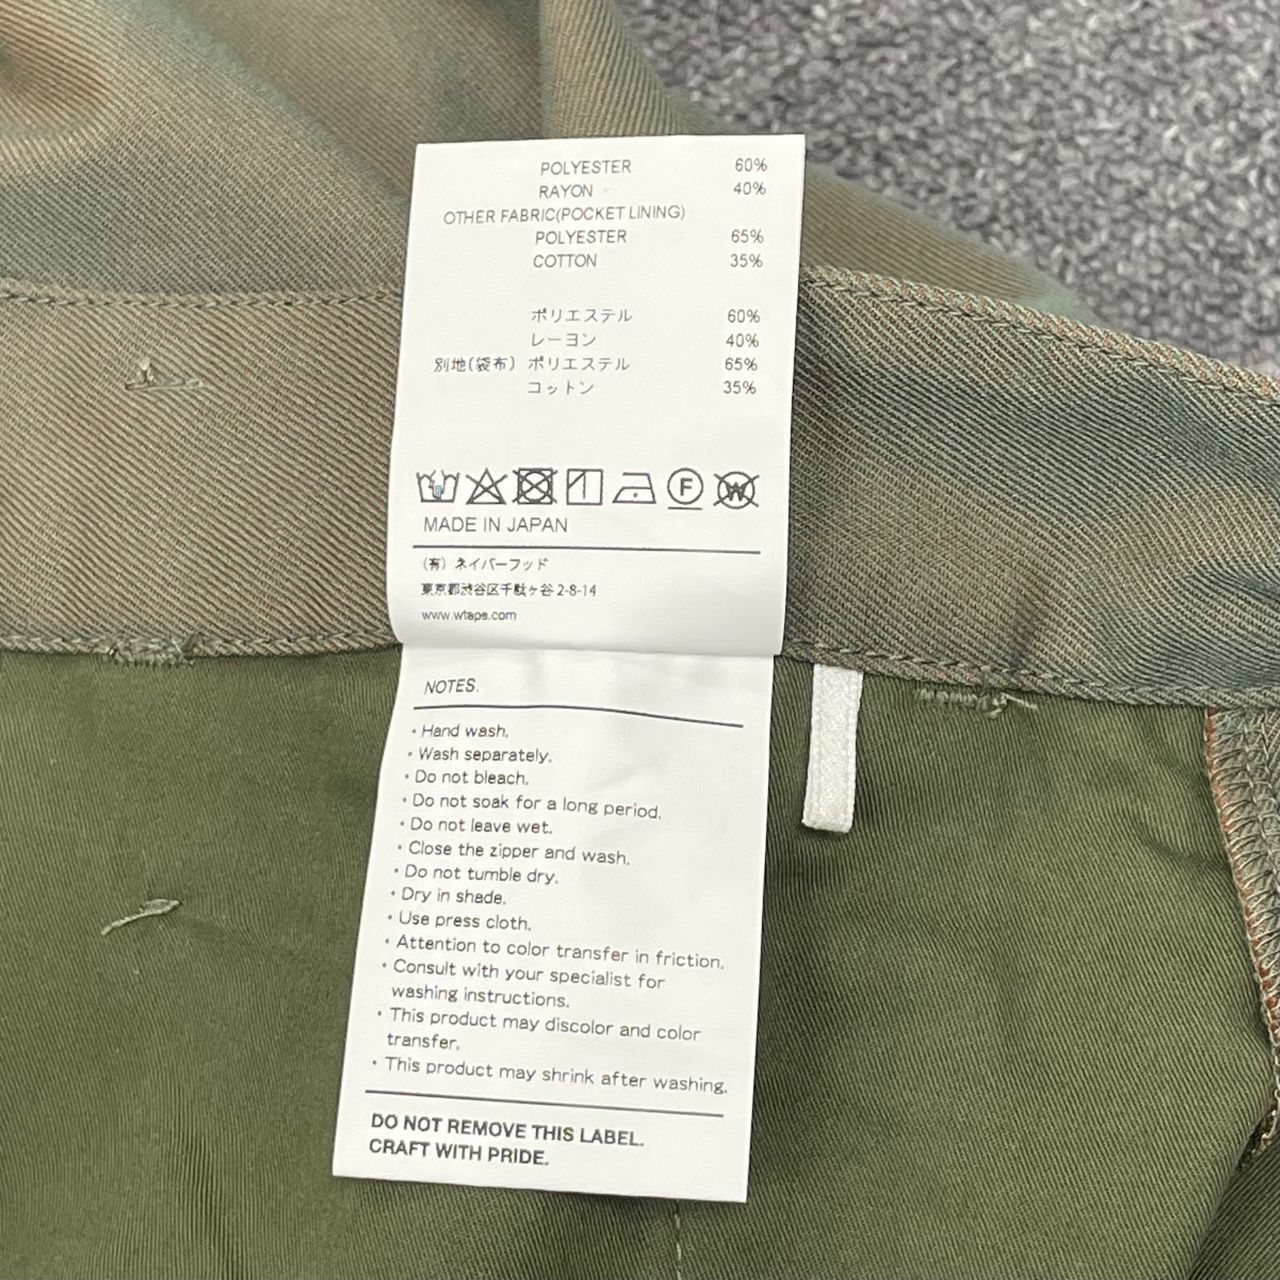 POLYESTER 60%
RAYON 40%
OTHER FABRIC(POCKET LINING)
POLYESTER 65%
COTTON 35%
ポリエステル 60%
レーヨン 40%
別地(袋布) ポリエステル 65%
コットン 35%
F W
MADE IN JAPAN
(有) ネイバーフッド
東京都渋谷区千駄ヶ谷 2-8-14
www.wtaps.com
NOTES.
・Hand wash.
・Wash separately.
・Do not bleach.
・Do not soak for a long period.
・Do not leave wet.
・Close the zipper and wash.
・Do not tumble dry.
・Dry in shade.
・Use press cloth.
・Attention to color transfer in friction.
・Consult with your specialist for
washing instructions.
・This product may discolor and color
transfer.
・This product may shrink after washing.
DO NOT REMOVE THIS LABEL.
CRAFT WITH PRIDE.